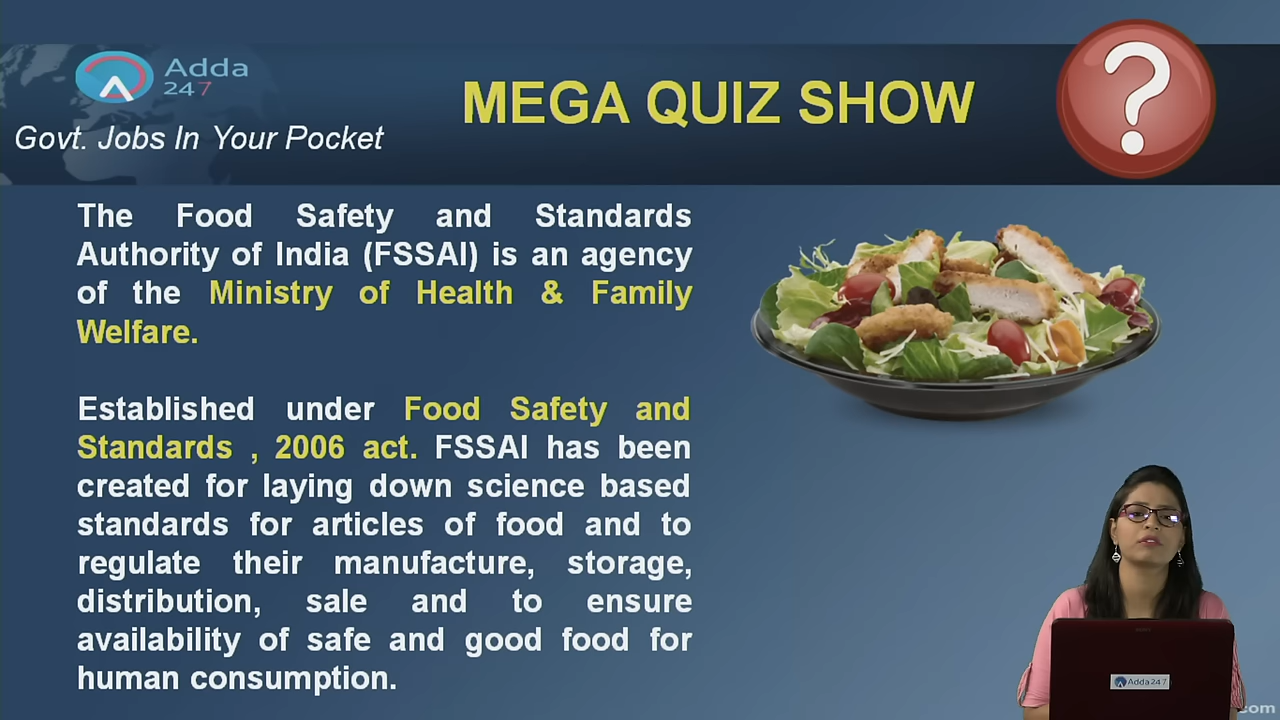 Adda
247
Govt. Jobs In Your Pocket
MEGA QUIZ SHOW
?
The Food Safety and Standards
Authority of India (FSSAI) is an agency
of the Ministry of Health & Family
Welfare.
Established under Food Safety and
Standards , 2006 act. FSSAI has been
created for laying down science based
standards for articles of food and to
regulate their manufacture, storage,
distribution, sale and to ensure
availability of safe and good food for
human consumption.
Adda247
.com